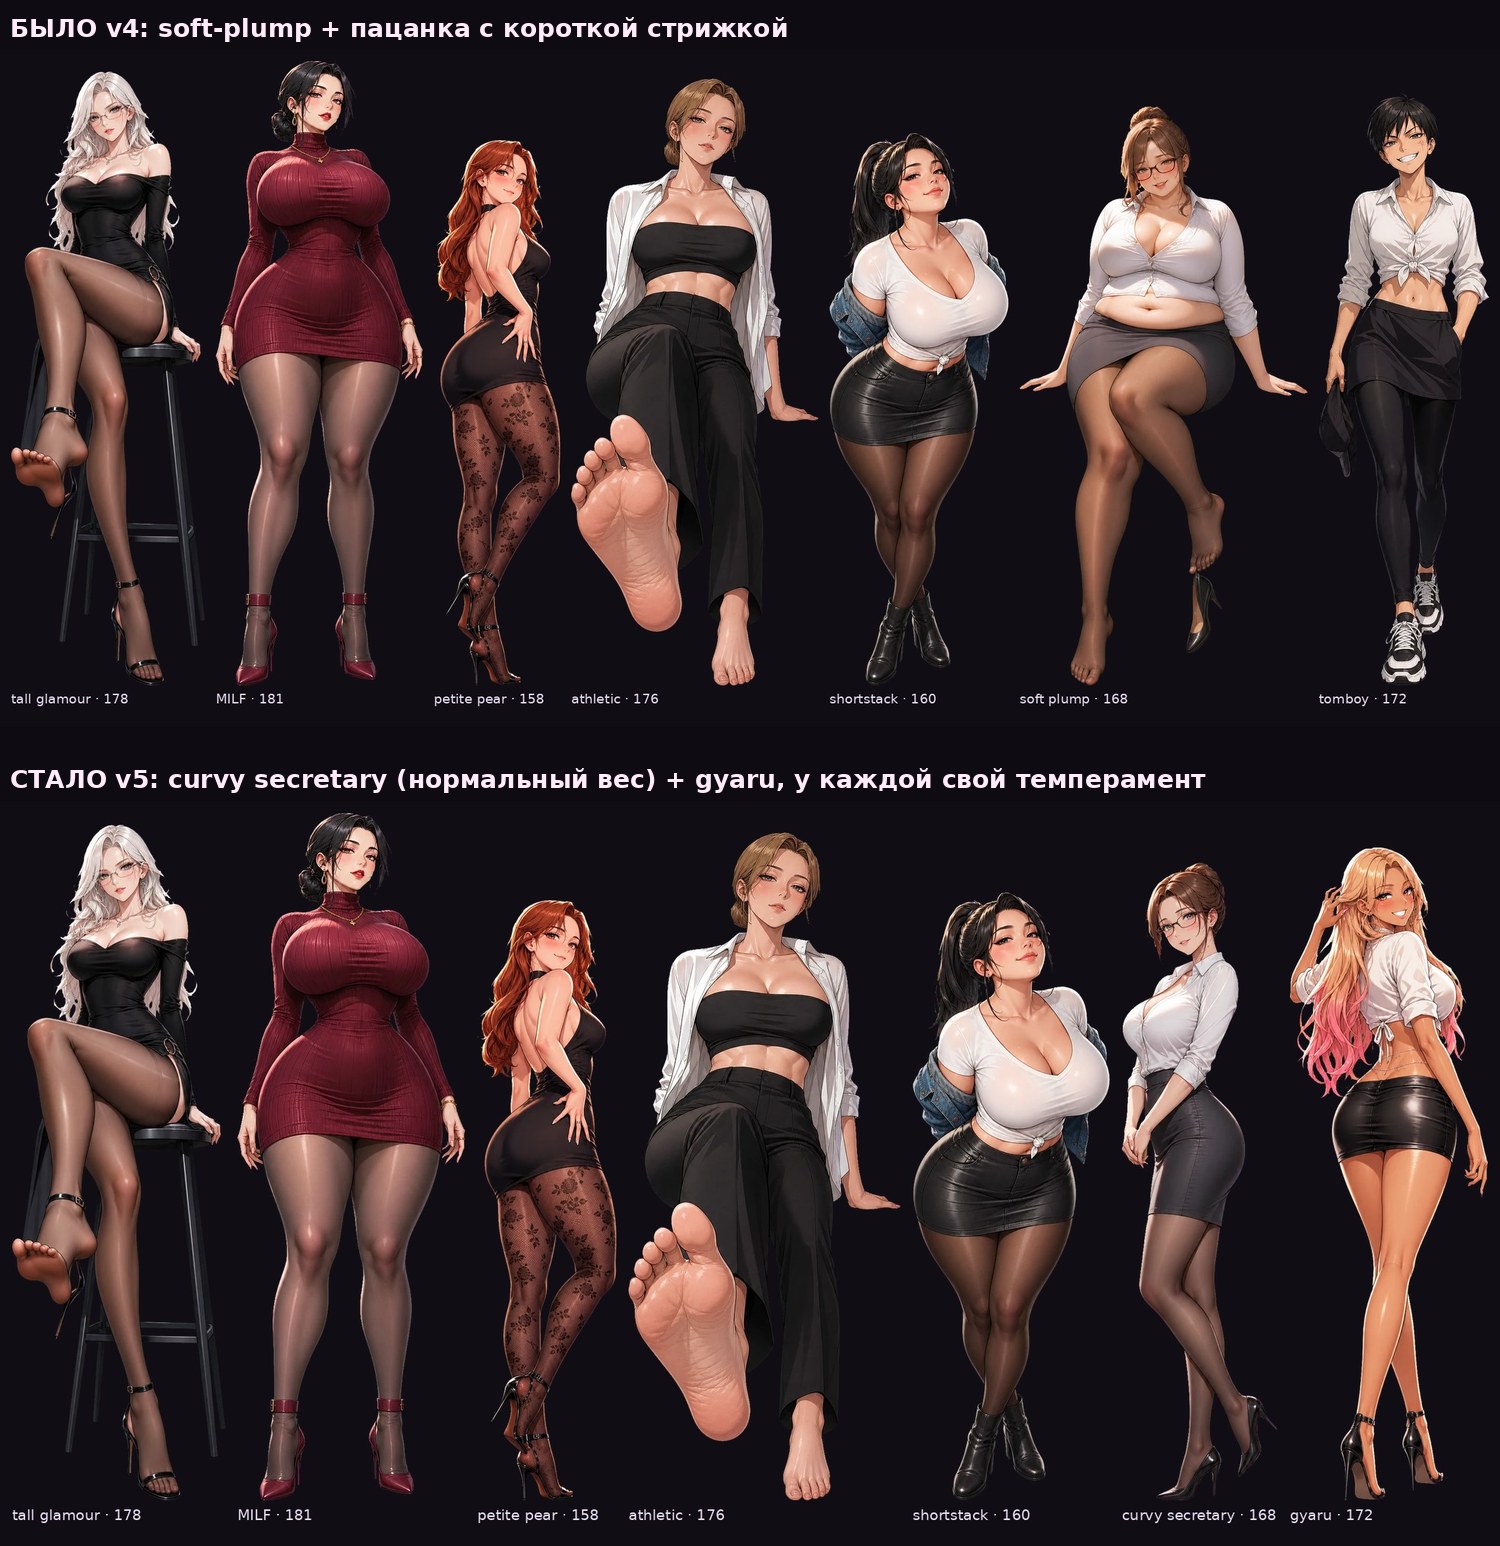 БЫЛО v4: soft-plump + пацанка с короткой стрижкой
tall glamour · 178
MILF · 181
petite pear · 158
athletic · 176
shortstack · 160
soft plump · 168
tomboy · 172
СТАЛО v5: curvy secretary (нормальный вес) + gyaru, у каждой свой темперамент
tall glamour · 178
MILF · 181
petite pear · 158
athletic · 176
shortstack · 160
curvy secretary · 168
gyaru · 172